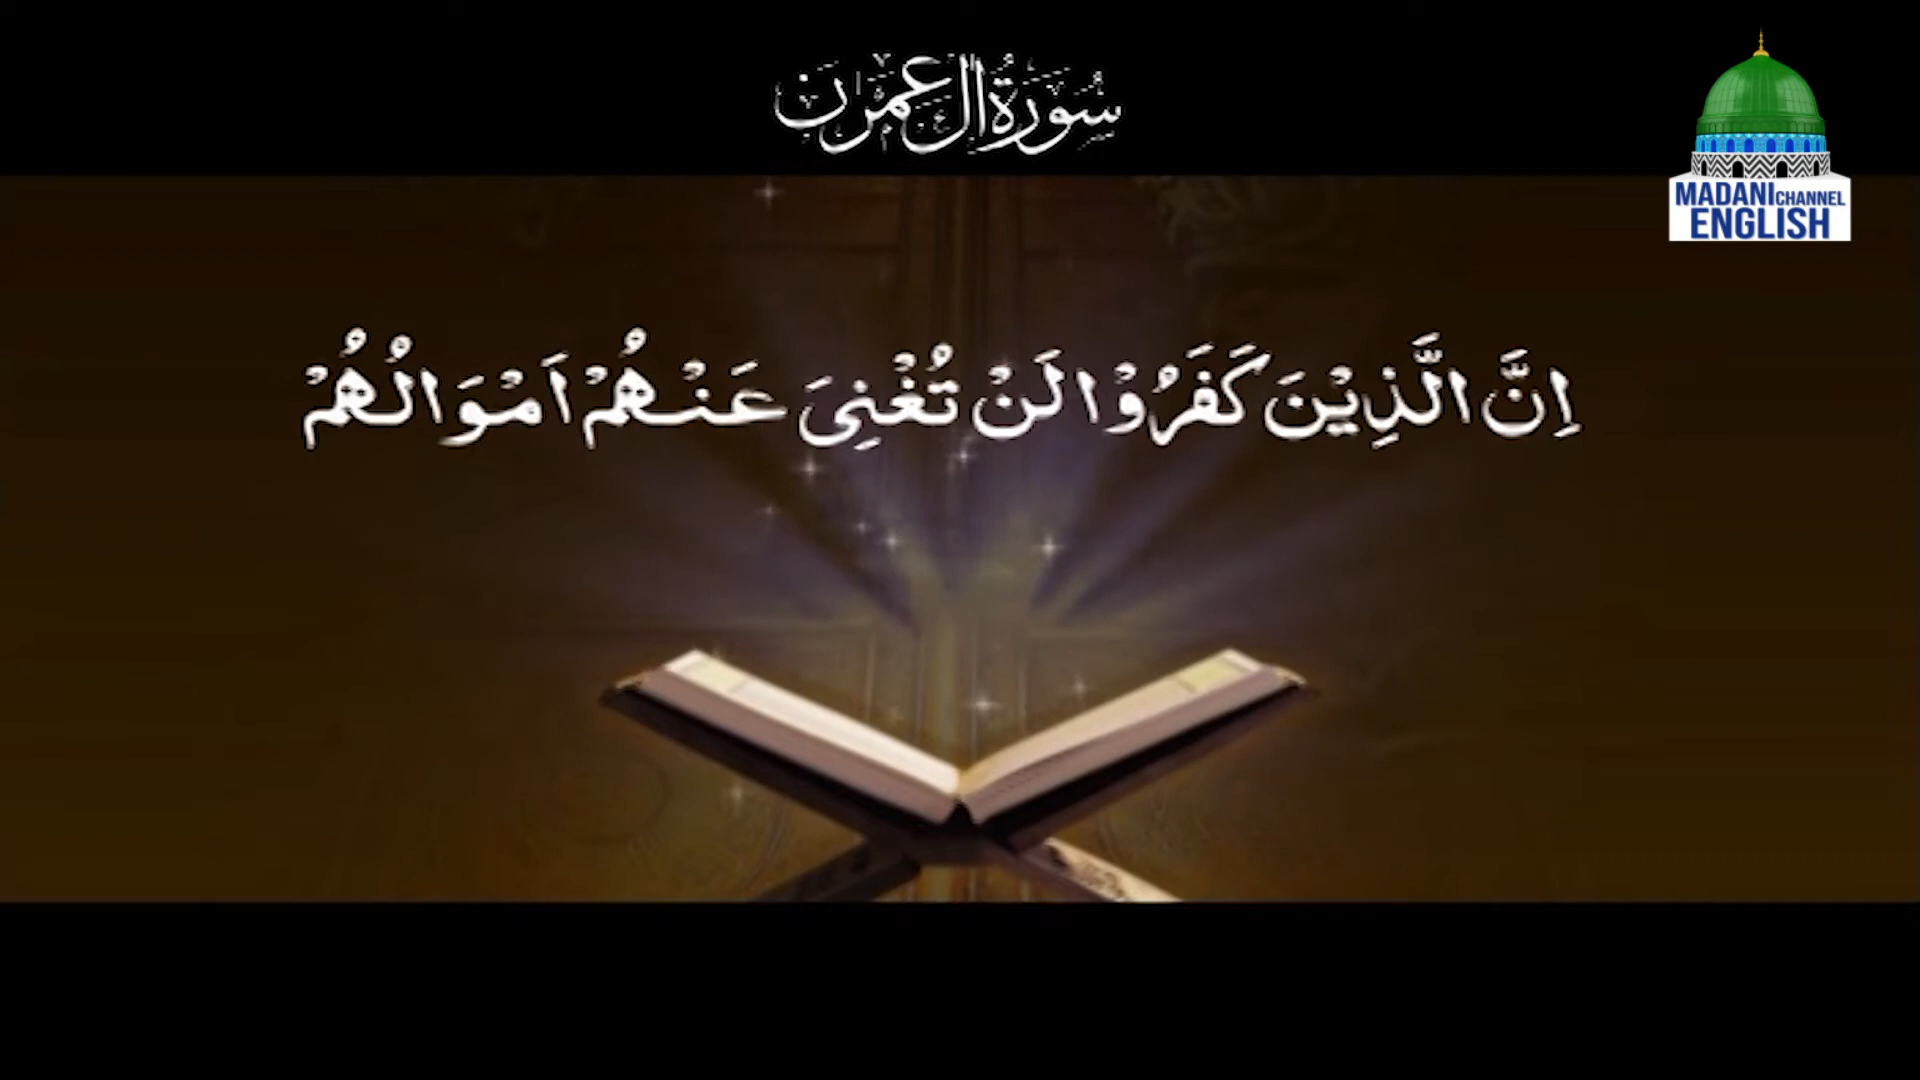 سُوۡرَۃُ اٰلِ عِمۡرٰن
MADANI CHANNEL
ENGLISH
اِنَّ الَّذِيْنَ كَفَرُوْا لَنْ تُغْنِیَ عَنْهُمْ اَمْوَالُهُمْ